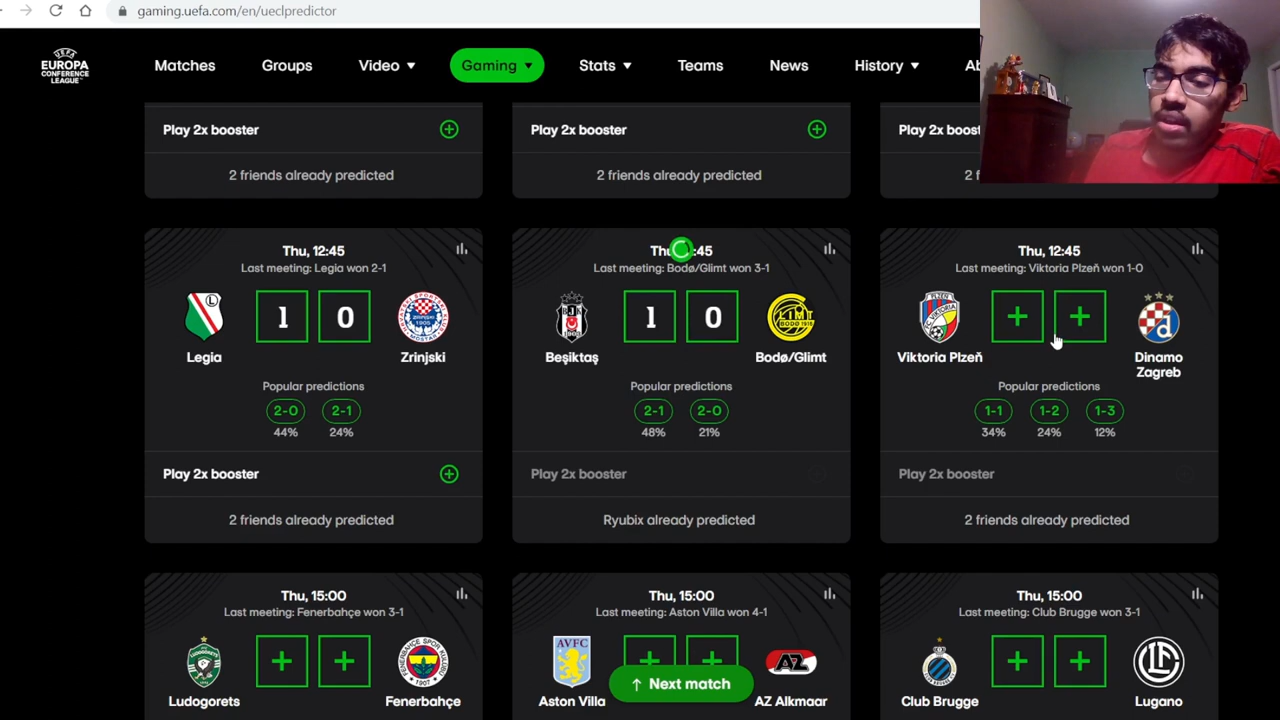 gaming.uefa.com/en/ueclpredictor
EUROPA
CONFERENCE
LEAGUE
Matches
Groups
Video
Gaming
Stats
Teams
News
History
Play 2x booster
2 friends already predicted
Play 2x booster
2 friends already predicted
Thu, 12:45
Last meeting: Legia won 2-1
Legia
1 0
Zrinjski
Popular predictions
2-0 2-1
44% 24%
Play 2x booster
2 friends already predicted
Last meeting: Bodø/Glimt won 3-1
Beşiktaş
1 0
Bodø/Glimt
Popular predictions
2-1 2-0
48% 21%
Play 2x booster
Ryubix already predicted
Thu, 12:45
Last meeting: Viktoria Plzeň won 1-0
Viktoria Plzeň
Dinamo
Zagreb
Popular predictions
1-1 1-2 1-3
34% 24% 12%
Play 2x booster
2 friends already predicted
Thu, 15:00
Last meeting: Fenerbahçe won 3-1
Ludogorets
Fenerbahçe
Thu, 15:00
Last meeting: Aston Villa won 4-1
AVFC
Aston Villa
AZ
AZ Alkmaar
Next match
Thu, 15:00
Last meeting: Club Brugge won 3-1
Club Brugge
Lugano